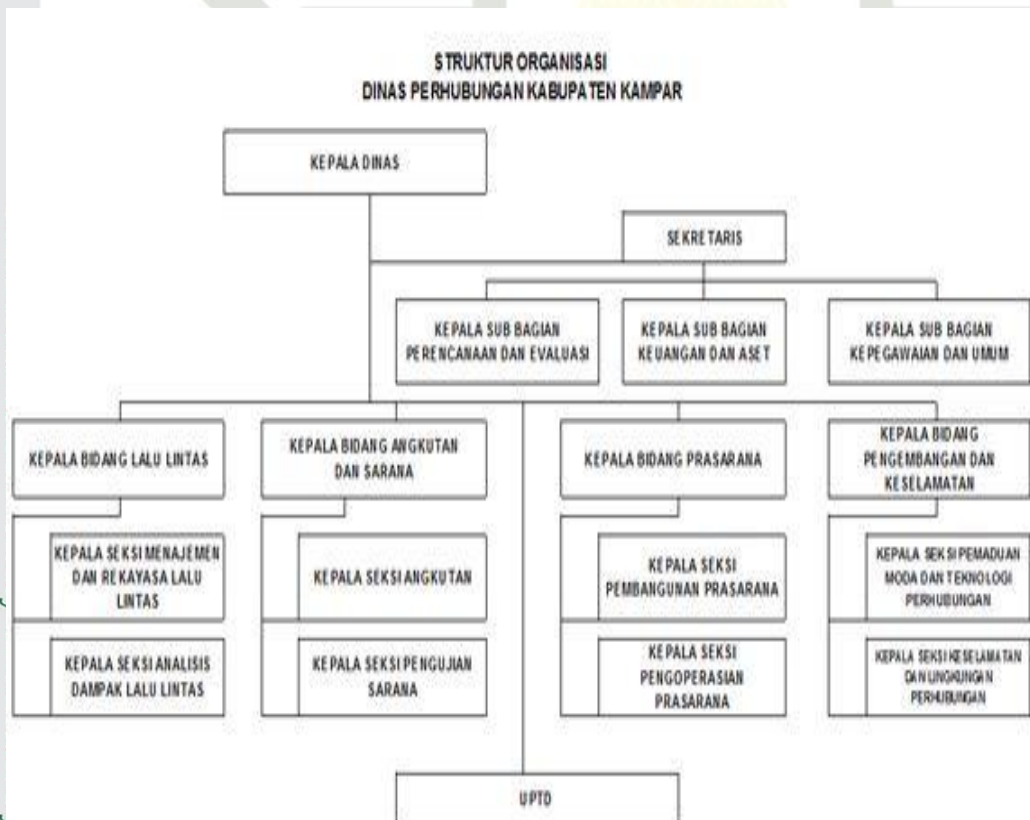 STRUKTUR ORGANISASI
DINAS PERHUBUNGAN KABUPATEN KAMPAR
KEPALA DINAS
SEKRETARIS
KEPALA SUB BAGIAN
PERENCANAAN DAN EVALUASI
KEPALA SUB BAGIAN
KEUANGAN DAN ASET
KEPALA SUB BAGIAN
KEPEGAWAIAN DAN UMUM
KEPALA BIDANG LALU LINTAS
KEPALA BIDANG ANGKUTAN
DAN SARANA
KEPALA BIDANG PRASARANA
KEPALA BIDANG
PENGEMBANGAN DAN
KESELAMATAN
KEPALA SEKSI MENAJEMEN
DAN REKAYASA LALU
LINTAS
KEPALA SEKSI ANGKUTAN
KEPALA SEKSI
PEMBANGUNAN PRASARANA
KEPALA SEKSI PEMADUAN
MODA DAN TEKNOLOGI
PERHUBUNGAN
KEPALA SEKSI ANALISIS
DAMPAK LALU LINTAS
KEPALA SEKSI PENGUJIAN
SARANA
KEPALA SEKSI
PENGOPERASIAN
PRASARANA
KEPALA SEKSI KESELAMATAN
DAN LINGKUNGAN
PERHUBUNGAN
UPTD